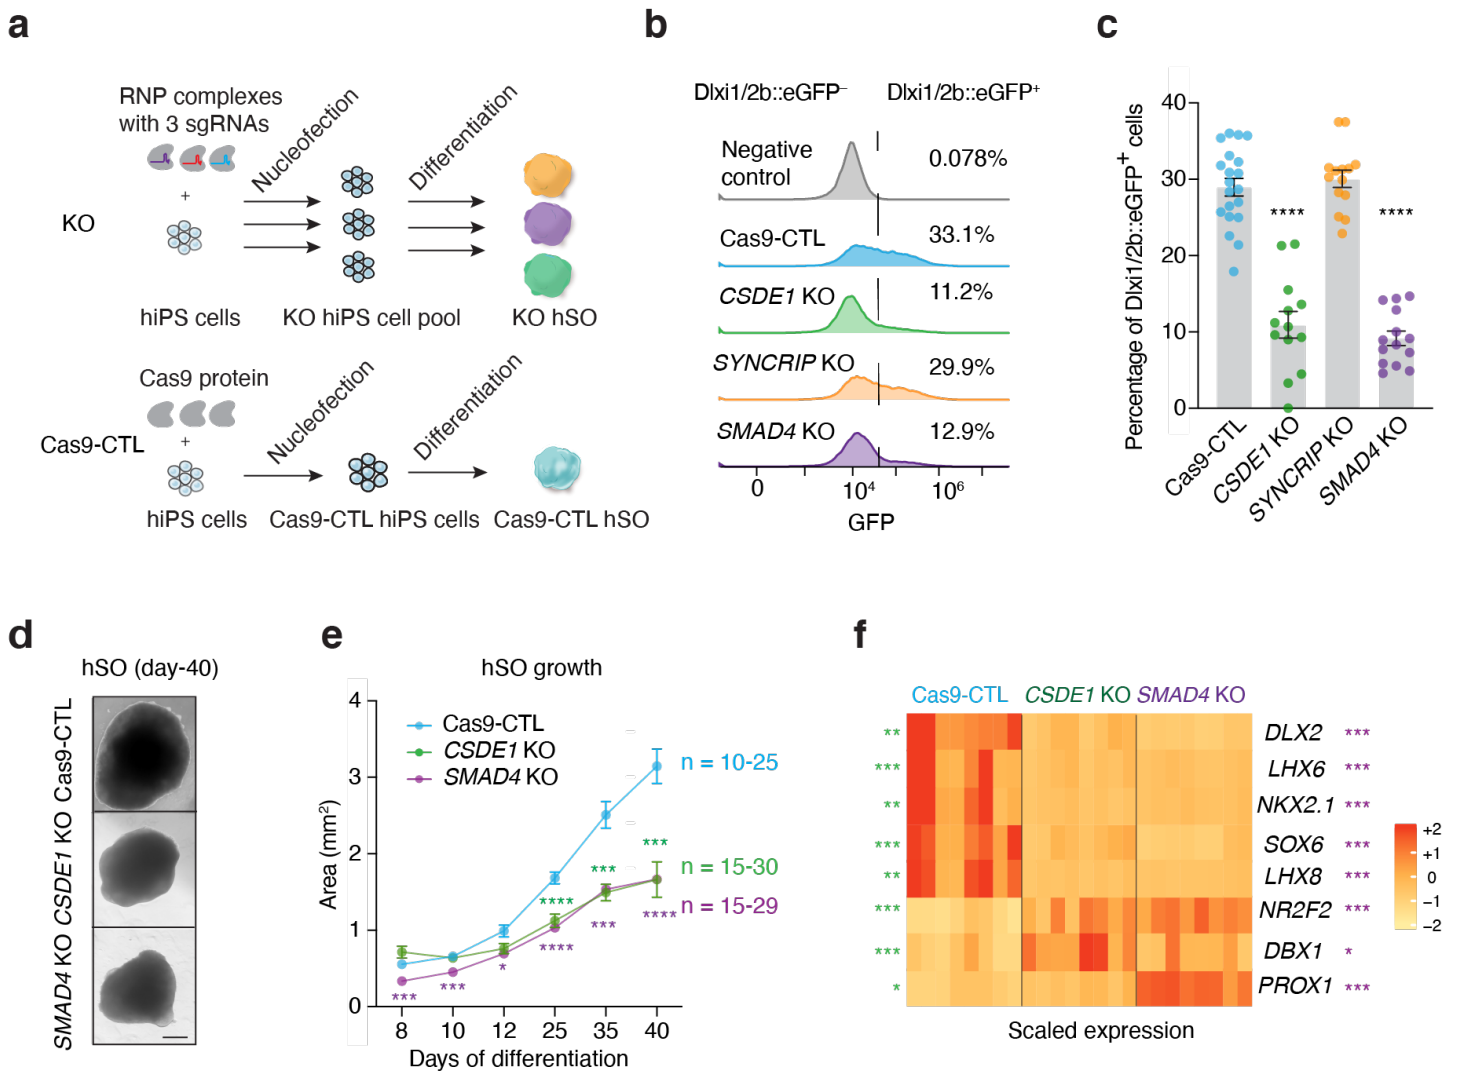 a
RNP complexes
with 3 sgRNAs
Nucleofection
Differentiation
+
KO
hiPS cells
KO hiPS cell pool
KO hSO
Cas9 protein
Nucleofection
Differentiation
+
Cas9-CTL
hiPS cells
Cas9-CTL hiPS cells
Cas9-CTL hSO
b
Dlxi1/2b::eGFP–
Dlxi1/2b::eGFP+
Negative
control
0.078%
Cas9-CTL
33.1%
CSDE1 KO
11.2%
SYNCRIP KO
29.9%
SMAD4 KO
12.9%
0
10⁴
10⁶
GFP
c
Percentage of Dlxi1/2b::eGFP+ cells
40
30
20
10
0
****
****
Cas9-CTL
CSDE1 KO
SYNCRIP KO
SMAD4 KO
d
hSO (day-40)
Cas9-CTL
CSDE1 KO
SMAD4 KO
e
hSO growth
Area (mm²)
4
3
2
1
0
Cas9-CTL
CSDE1 KO
SMAD4 KO
n = 10-25
n = 15-30
n = 15-29
***
***
****
***
****
***
****
*
***
***
8
10
12
25
35
40
Days of differentiation
f
Cas9-CTL
CSDE1 KO
SMAD4 KO
** DLX2 ***
*** LHX6 ***
** NKX2.1 ***
*** SOX6 ***
** LHX8 ***
*** NR2F2 ***
*** DBX1 *
* PROX1 ***
+2
+1
0
−1
−2
Scaled expression